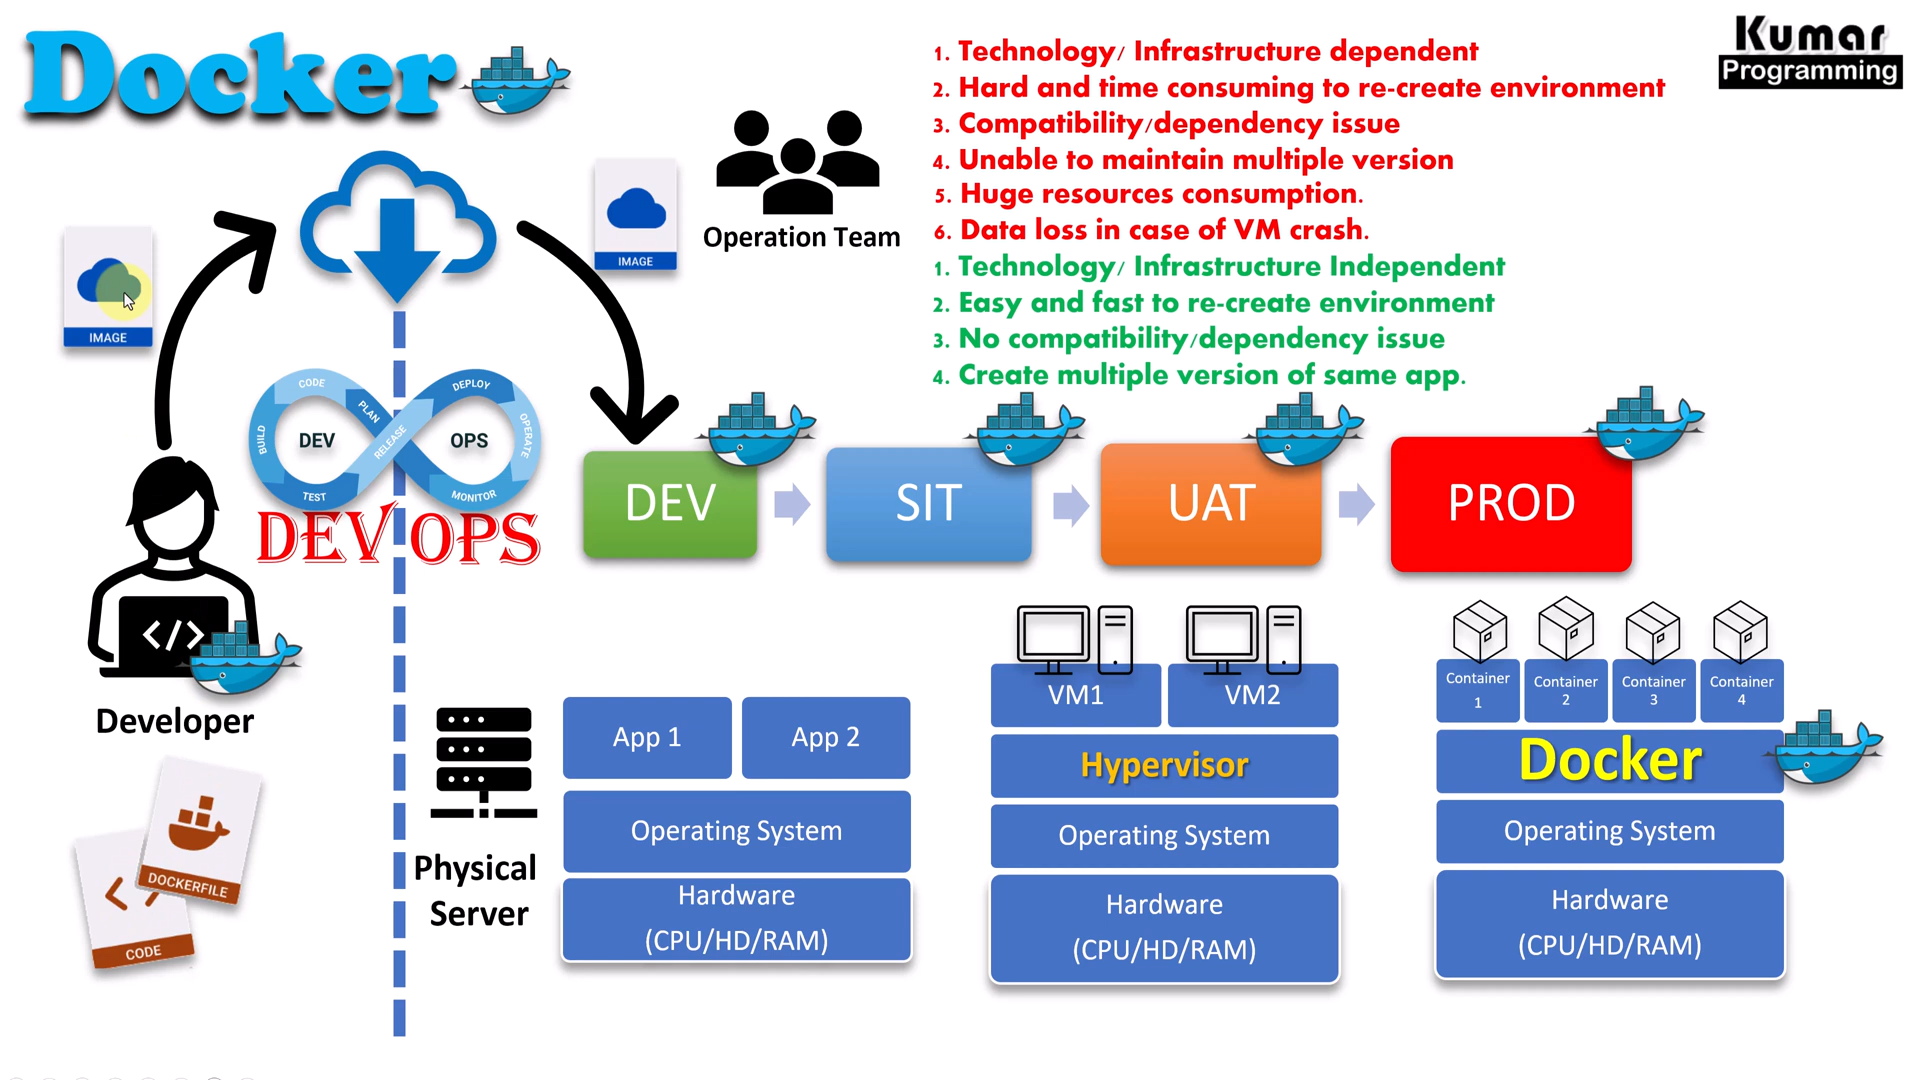 Docker
Kumar
Programming
1. Technology/ Infrastructure dependent
2. Hard and time consuming to re-create environment
3. Compatibility/dependency issue
4. Unable to maintain multiple version
5. Huge resources consumption.
6. Data loss in case of VM crash.
1. Technology/ Infrastructure Independent
2. Easy and fast to re-create environment
3. No compatibility/dependency issue
4. Create multiple version of same app.
Operation Team
IMAGE
IMAGE
CODE
PLAN
BUILD
TEST
DEV
RELEASE
DEPLOY
OPERATE
MONITOR
OPS
DEV OPS
DEV
SIT
UAT
PROD
</>
Developer
DOCKERFILE
CODE
Physical
Server
App 1
App 2
Operating System
Hardware
(CPU/HD/RAM)
VM1
VM2
Hypervisor
Operating System
Hardware
(CPU/HD/RAM)
Container
1
Container
2
Container
3
Container
4
Docker
Operating System
Hardware
(CPU/HD/RAM)